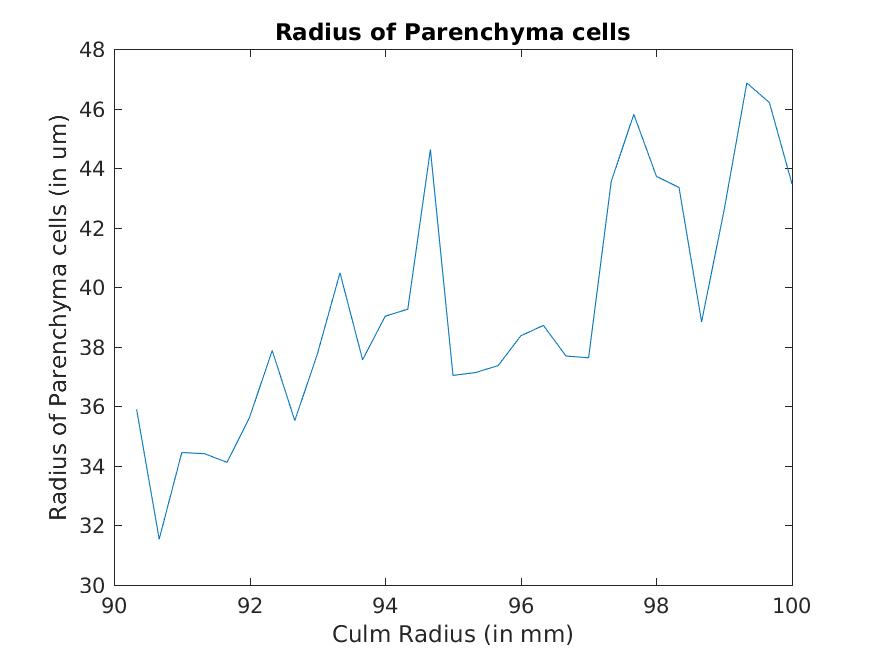 Radius of Parenchyma cells
48
46
44
42
40
38
36
34
32
30
Radius of Parenchyma cells (in um)
90 92 94 96 98 100
Culm Radius (in mm)